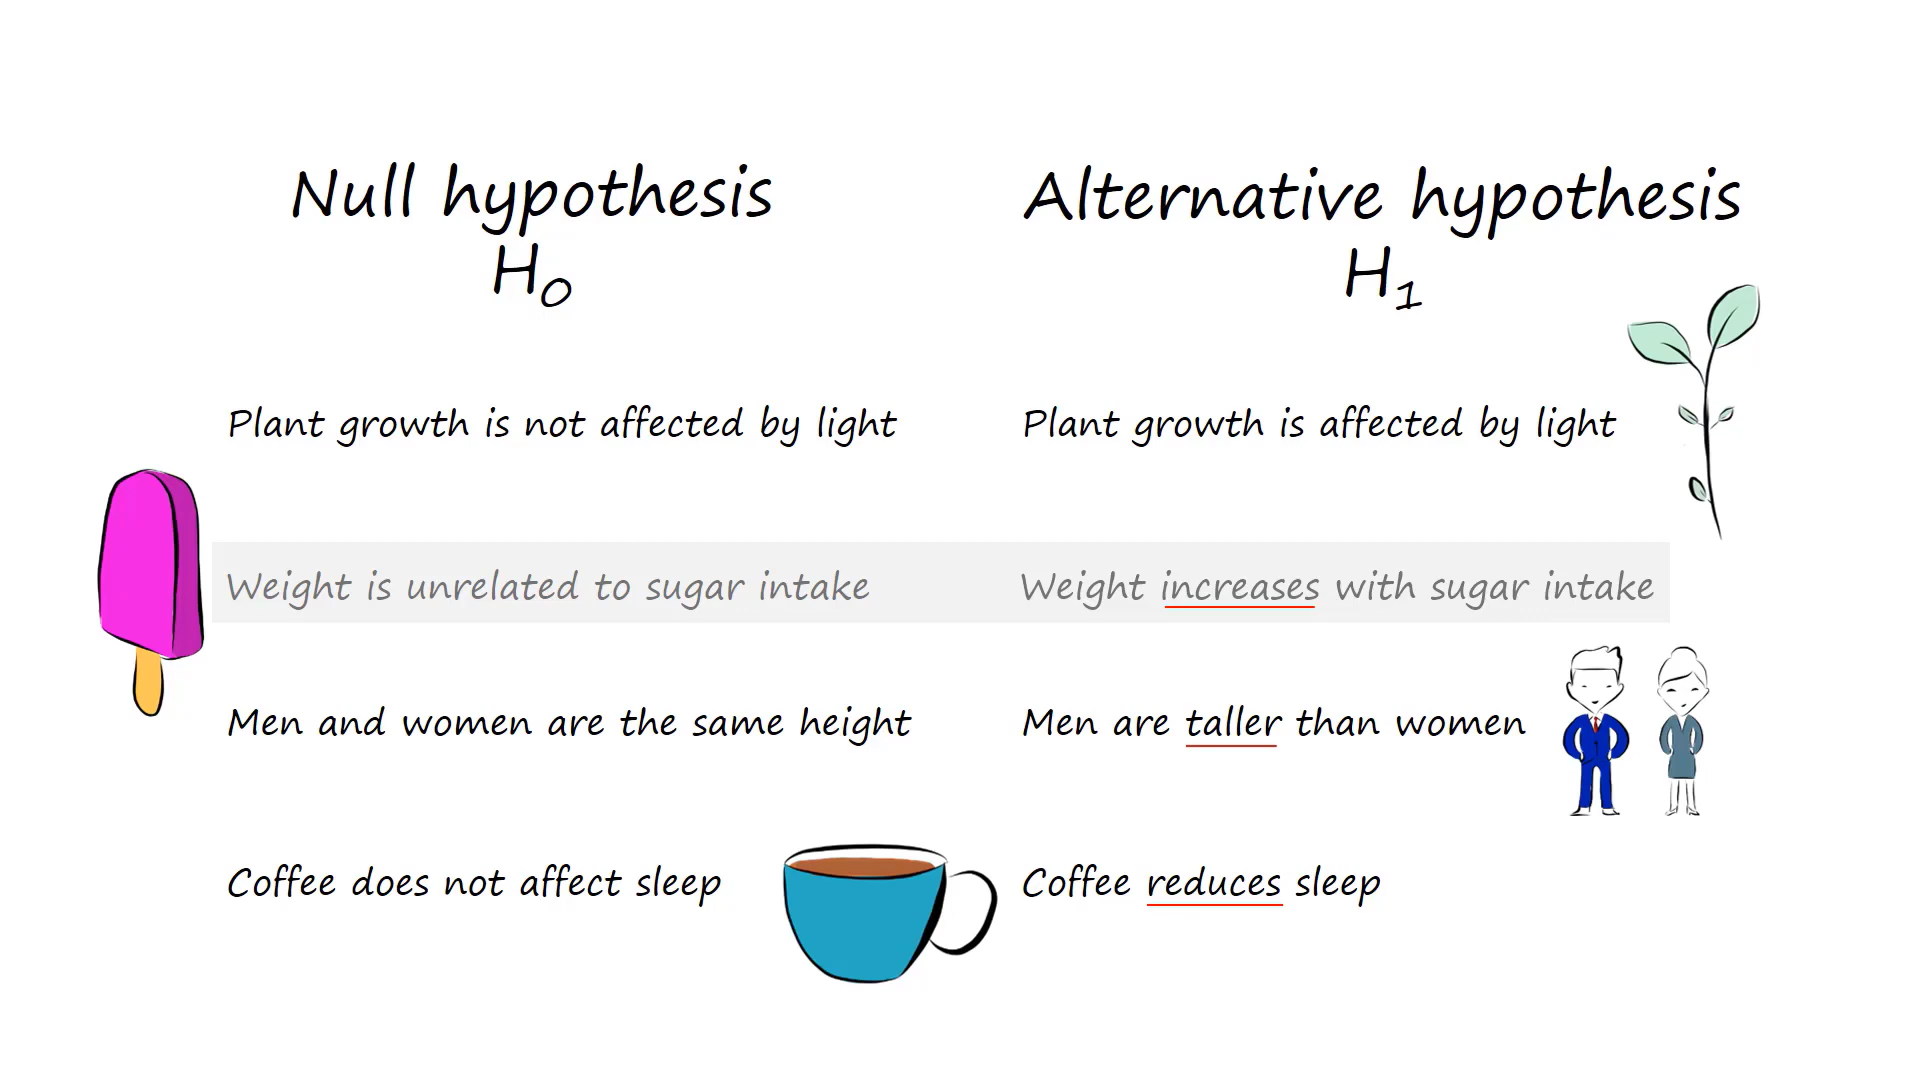 Null hypothesis
H₀
Alternative hypothesis
H₁
Plant growth is not affected by light
Plant growth is affected by light
Weight is unrelated to sugar intake
Weight increases with sugar intake
Men and women are the same height
Men are taller than women
Coffee does not affect sleep
Coffee reduces sleep